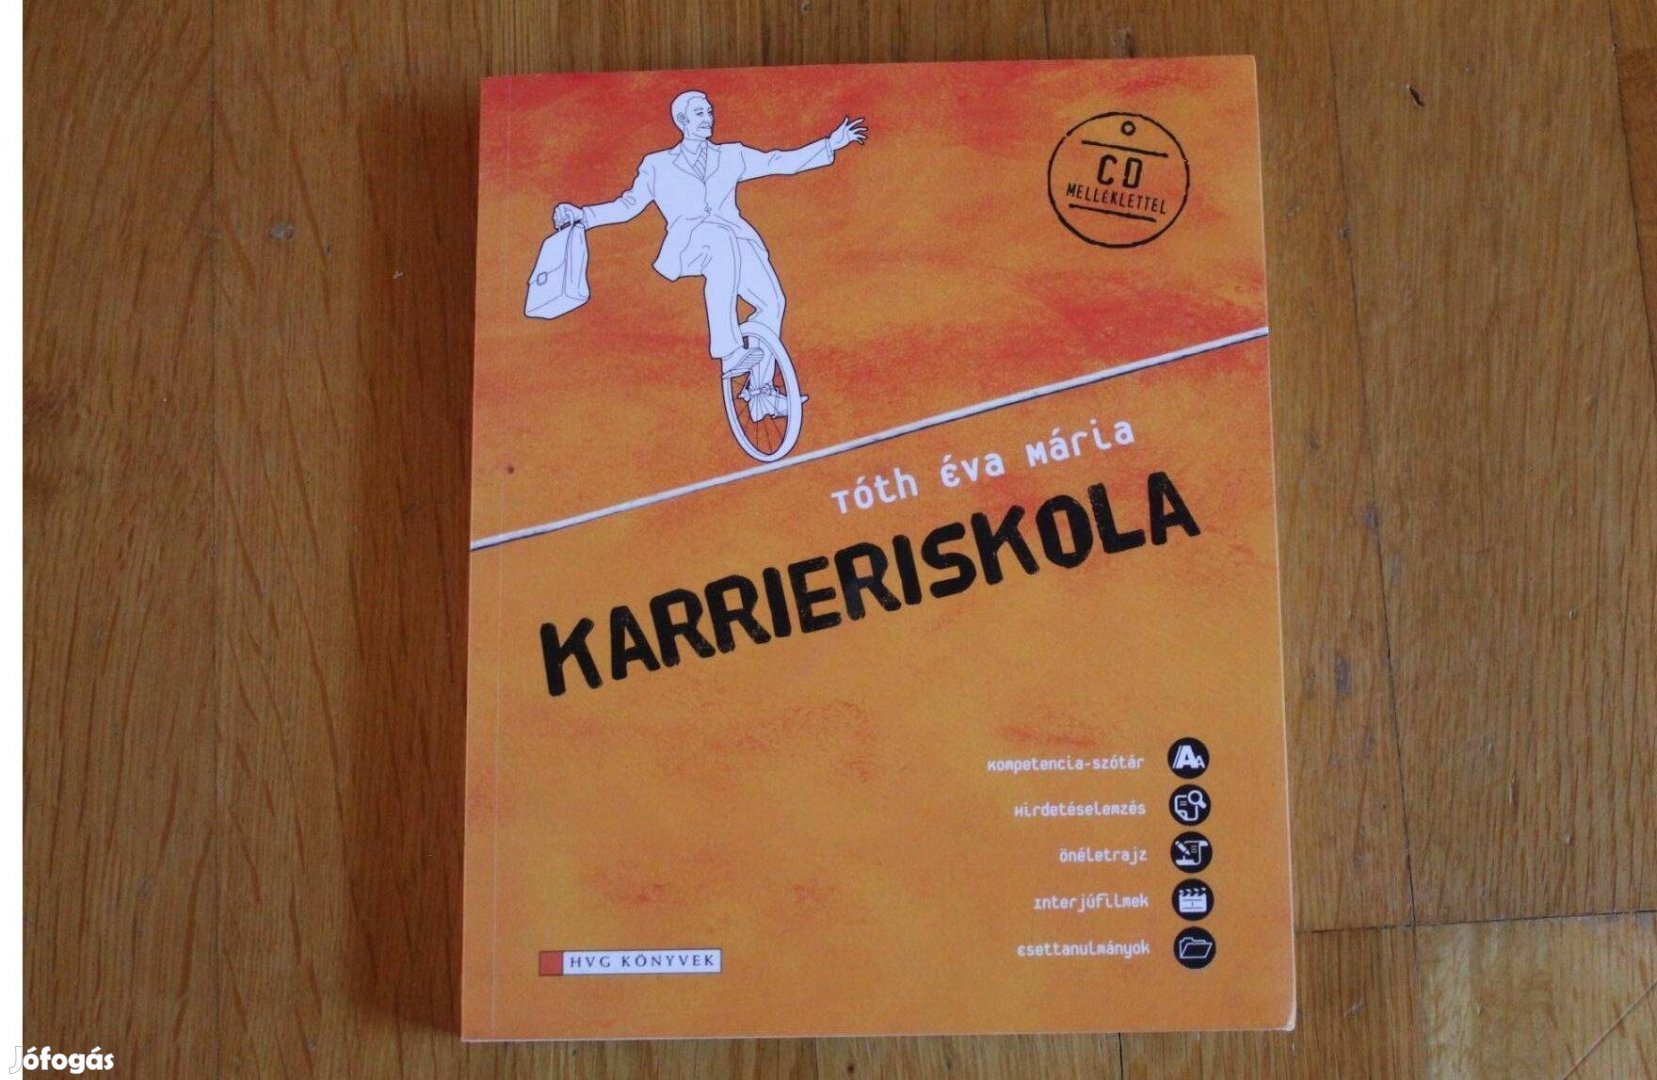 CD
MELLÉKLETTEL
Tóth Éva Mária
KARRIERISKOLA
Kompetencia-szótár
Hirdetéselemzés
Önéletrajz
Interjúfilmek
Esettanulmányok
HVG KÖNYVEK
Jófogás